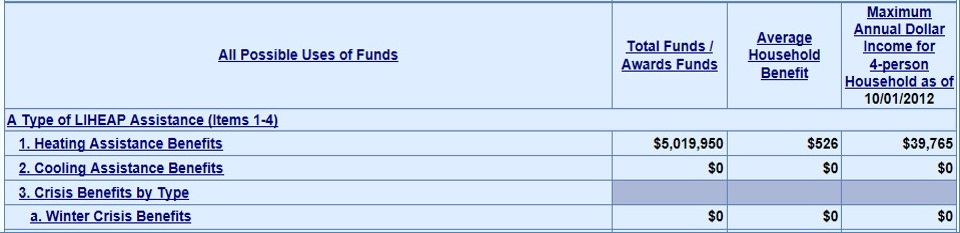 All Possible Uses of Funds
Total Funds /
Awards Funds
Average
Household
Benefit
Maximum
Annual Dollar
Income for
4-person
Household as of
10/01/2012
A Type of LIHEAP Assistance (Items 1-4)
1. Heating Assistance Benefits $5,019,950 $526 $39,765
2. Cooling Assistance Benefits $0 $0 $0
3. Crisis Benefits by Type
a. Winter Crisis Benefits $0 $0 $0